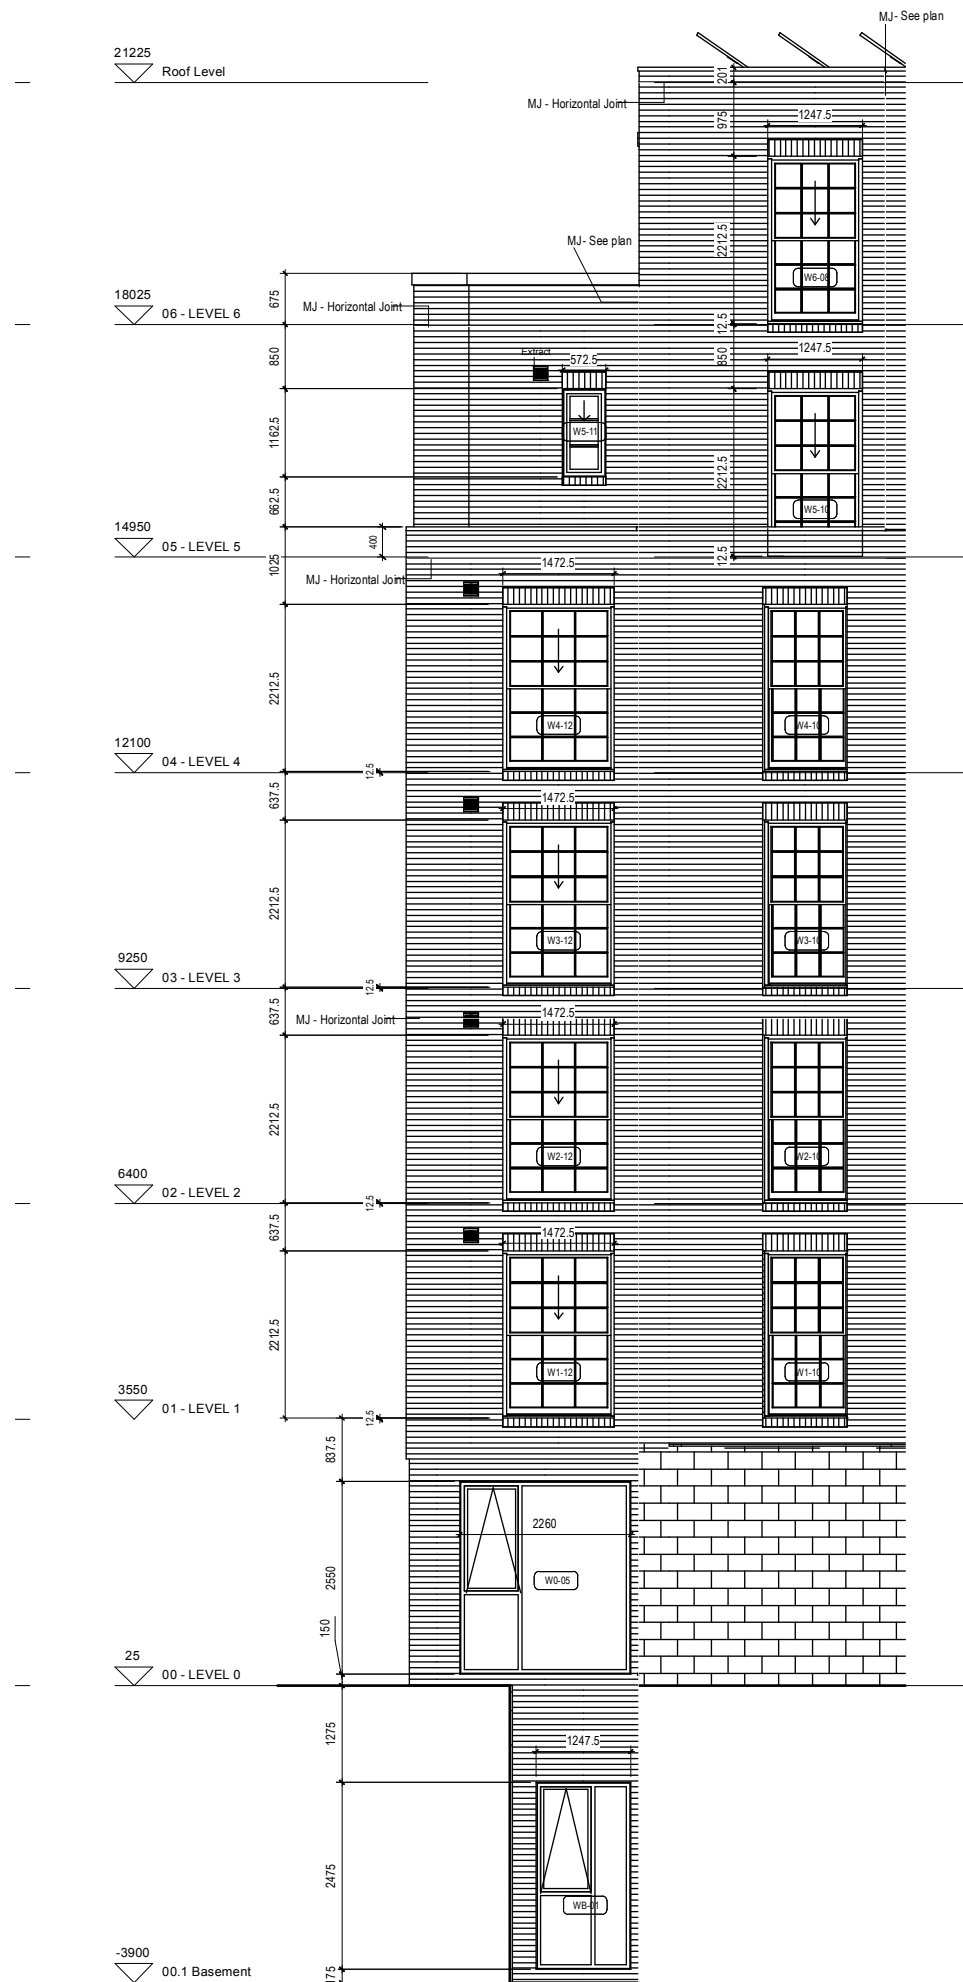 MJ- See plan
21225
Roof Level
201
MJ - Horizontal Joint
975
1247.5
2212.5
MJ- See plan
W6-08
675
18025
06 - LEVEL 6
MJ - Horizontal Joint
12.5
850
850
Extract
572.5
1247.5
1162.5
W5-11
2212.5
662.5
W5-10
14950
05 - LEVEL 5
400
1025
12.5
MJ - Horizontal Joint
1472.5
2212.5
W4-12
W4-10
12100
04 - LEVEL 4
12.5
637.5
1472.5
2212.5
W3-12
W3-10
9250
03 - LEVEL 3
12.5
637.5
MJ - Horizontal Joint
1472.5
2212.5
W2-12
W2-10
6400
02 - LEVEL 2
12.5
637.5
1472.5
2212.5
W1-12
W1-10
3550
01 - LEVEL 1
12.5
837.5
2260
2550
W0-05
150
25
00 - LEVEL 0
1275
1247.5
2475
WB-01
-3900
00.1 Basement
175